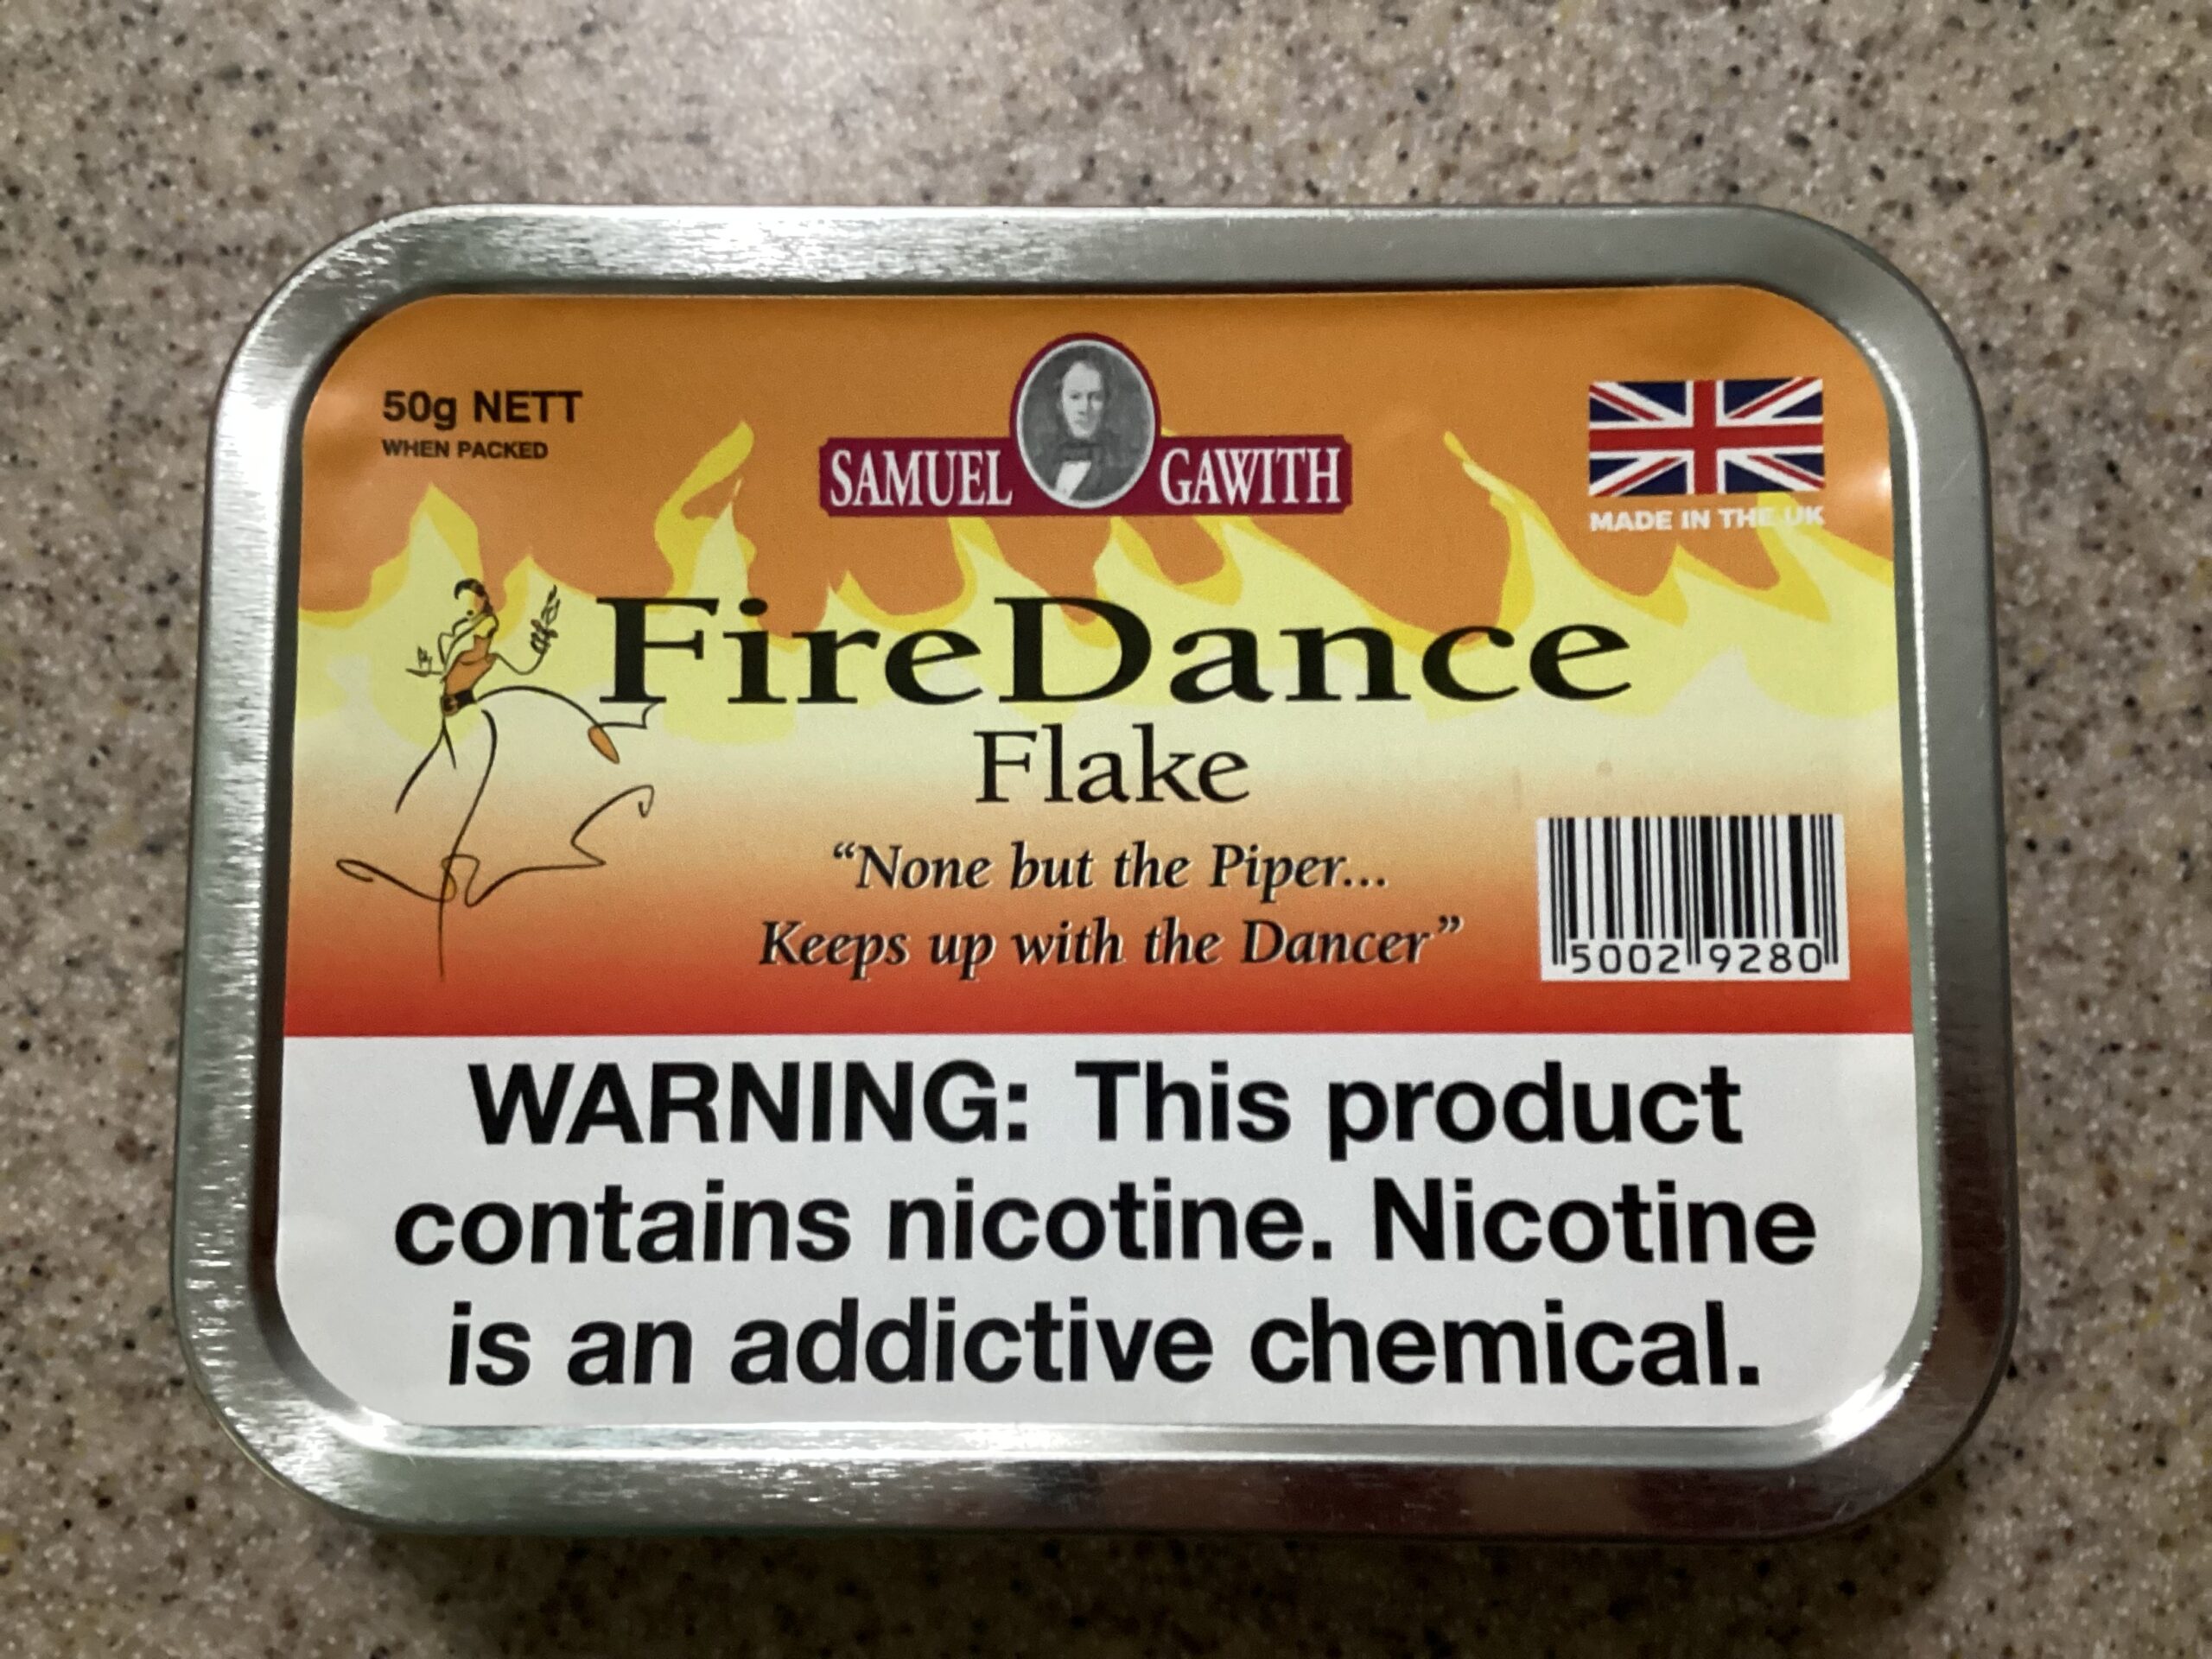 50g NETT
WHEN PACKED
SAMUEL GAWITH
MADE IN THE UK
FireDance
Flake
“None but the Piper...
Keeps up with the Dancer”
5002 9280
WARNING: This product
contains nicotine. Nicotine
is an addictive chemical.